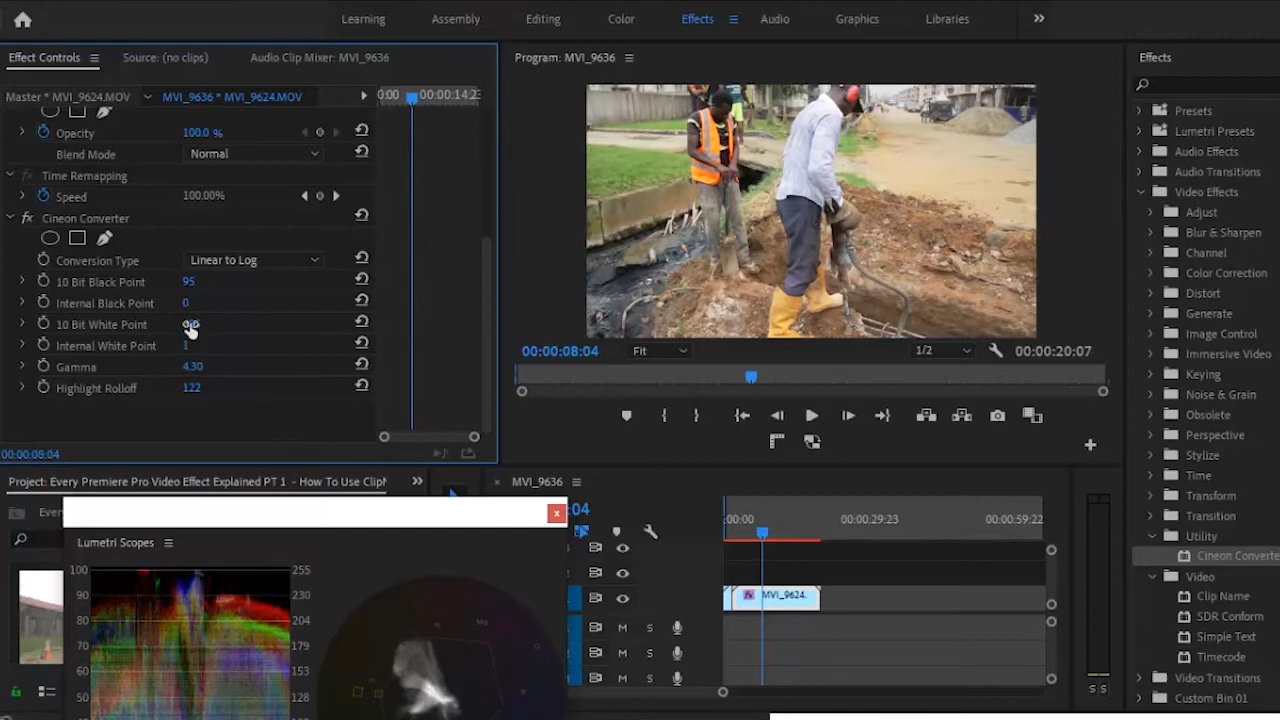 Learning Assembly Editing Color Effects Audio Graphics Libraries
Effect Controls Source: (no clips) Audio Clip Mixer: MVI_9636
Master * MVI_9624.MOV MVI_9636 * MVI_9624.MOV
0:00 00:00:14:23
Opacity 100.0 %
Blend Mode Normal
Time Remapping
Speed 100.00%
Cineon Converter
Conversion Type Linear to Log
10 Bit Black Point 95
Internal Black Point 0
10 Bit White Point
Internal White Point 1
Gamma 4.30
Highlight Rolloff 122
00:00:08:04
Program: MVI_9636
00:00:08:04 Fit 1/2 00:00:20:07
Effects
Presets
Lumetri Presets
Audio Effects
Audio Transitions
Video Effects
Adjust
Blur & Sharpen
Channel
Color Correction
Distort
Generate
Image Control
Immersive Video
Keying
Noise & Grain
Obsolete
Perspective
Stylize
Time
Transform
Transition
Utility
Cineon Converte
Video
Clip Name
SDR Conform
Simple Text
Timecode
Video Transitions
Custom Bin 01
Project: Every Premiere Pro Video Effect Explained PT 1 - How To Use Clip
Ever
Lumetri Scopes
100 255
90 230
80 204
70 179
60 153
50 128
MVI_9636
:04
:00:00 00:00:29:23 00:00:59:22
fx MVI_9624.
M S
M S
M S
S S